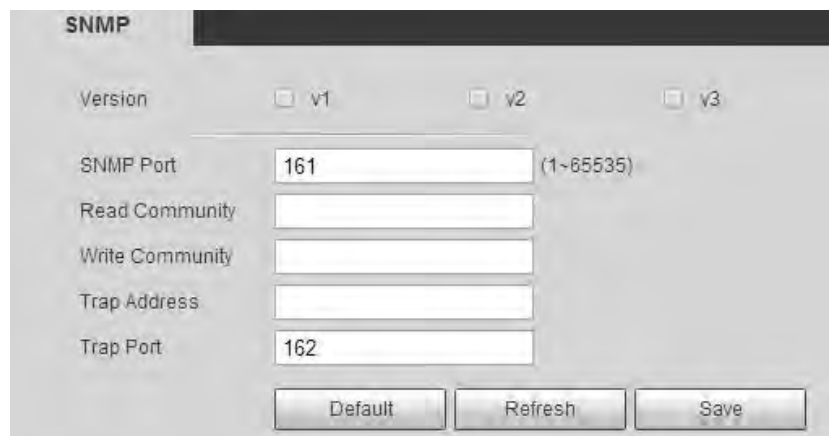 SNMP
Version v1 v2 v3
SNMP Port 161 (1~65535)
Read Community
Write Community
Trap Address
Trap Port 162
Default Refresh Save